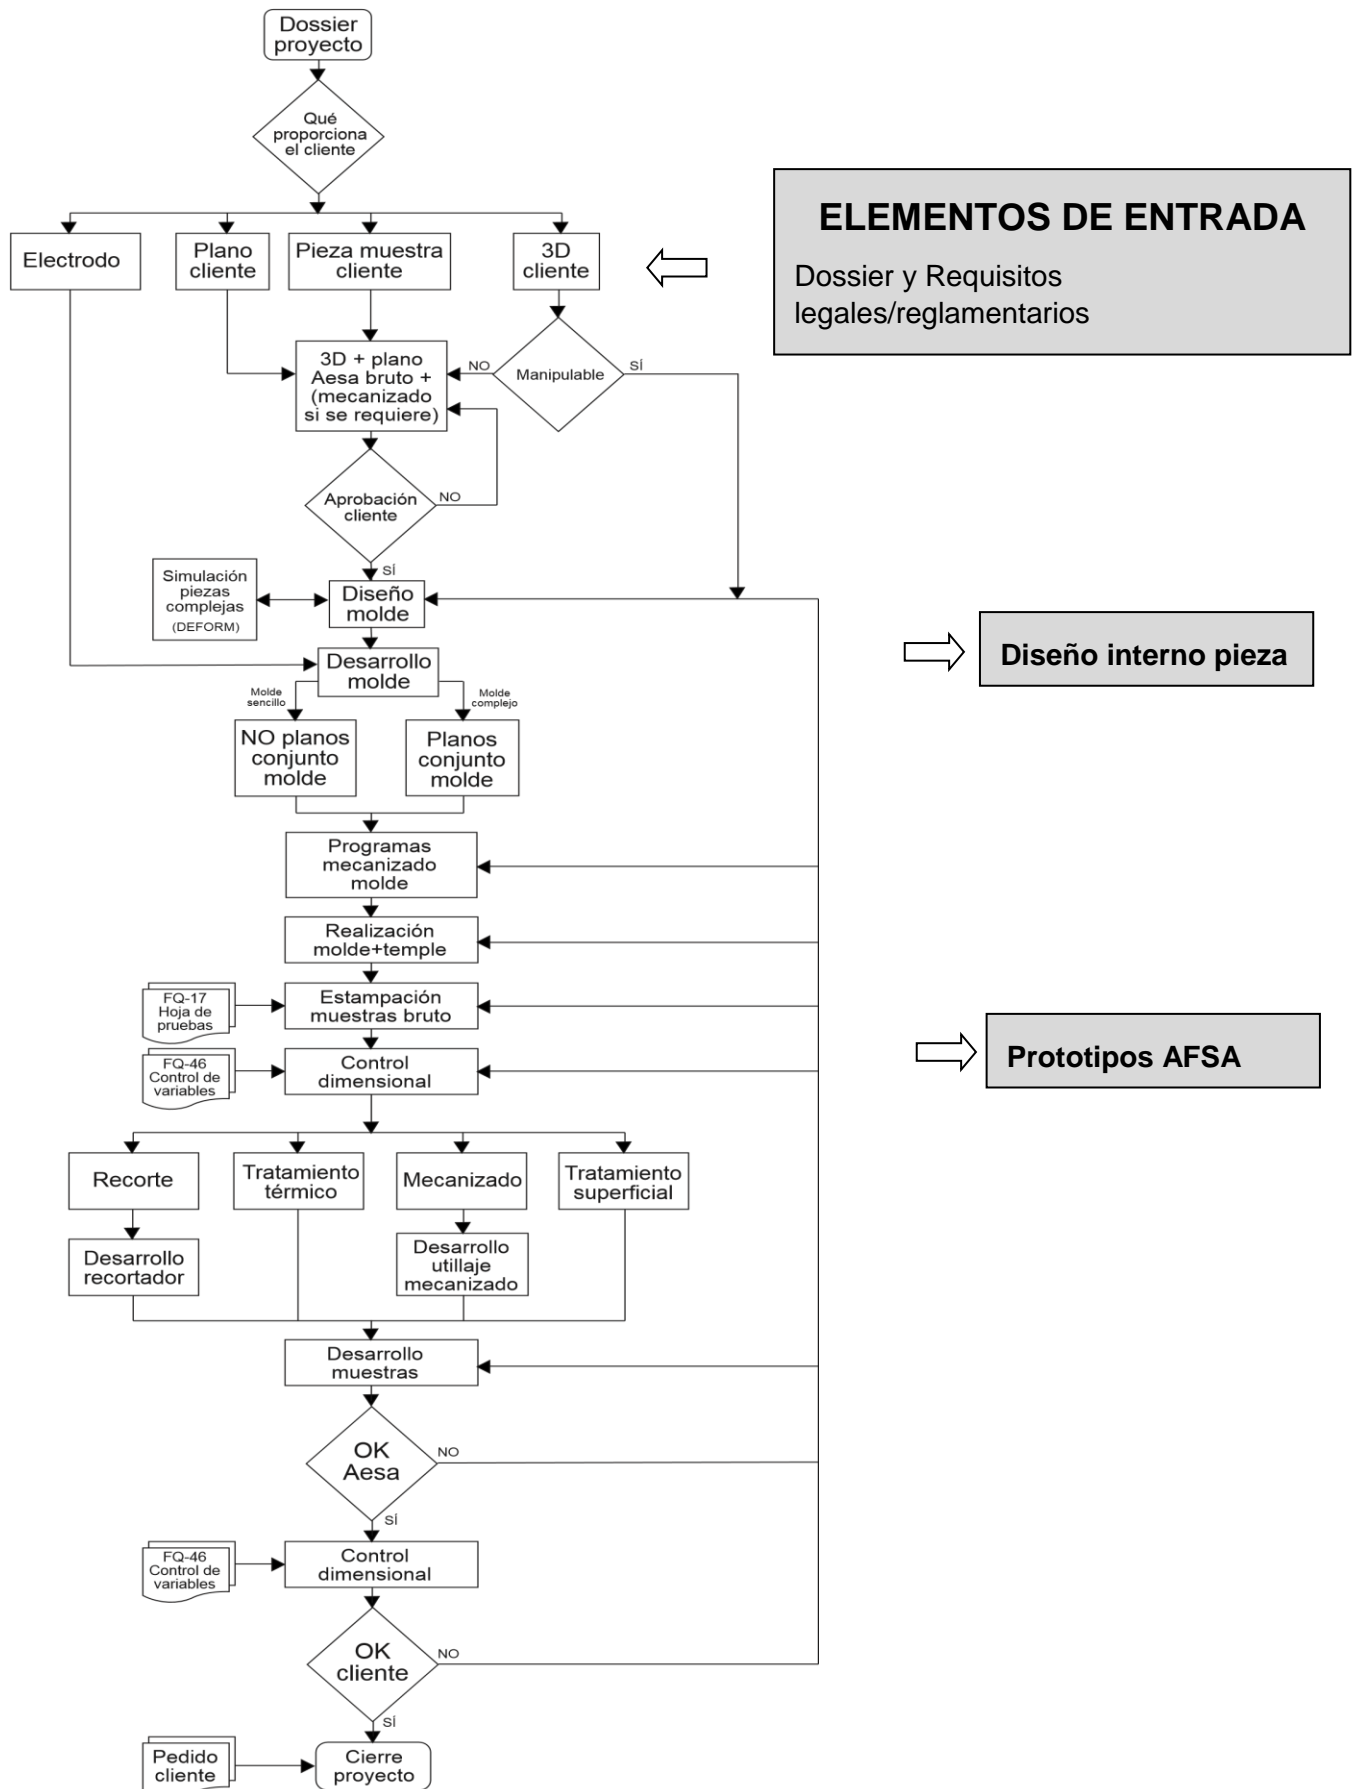 Dossier
proyecto
Qué
proporciona
el cliente
ELEMENTOS DE ENTRADA
Dossier y Requisitos
legales/reglamentarios
Electrodo
Plano
cliente
Pieza muestra
cliente
3D
cliente
3D + plano
Aesa bruto +
(mecanizado
si se requiere)
NO
Manipulable
SÍ
Aprobación
cliente
NO
SÍ
Simulación
piezas
complejas
(DEFORM)
Diseño
molde
Diseño interno pieza
Desarrollo
molde
Molde
sencillo
Molde
complejo
NO planos
conjunto
molde
Planos
conjunto
molde
Programas
mecanizado
molde
Realización
molde+temple
FQ-17
Hoja de
pruebas
Estampación
muestras bruto
Prototipos AFSA
FQ-46
Control de
variables
Control
dimensional
Recorte
Tratamiento
térmico
Mecanizado
Tratamiento
superficial
Desarrollo
recortador
Desarrollo
utillaje
mecanizado
Desarrollo
muestras
OK
Aesa
NO
SÍ
FQ-46
Control de
variables
Control
dimensional
OK
cliente
NO
SÍ
Pedido
cliente
Cierre
proyecto